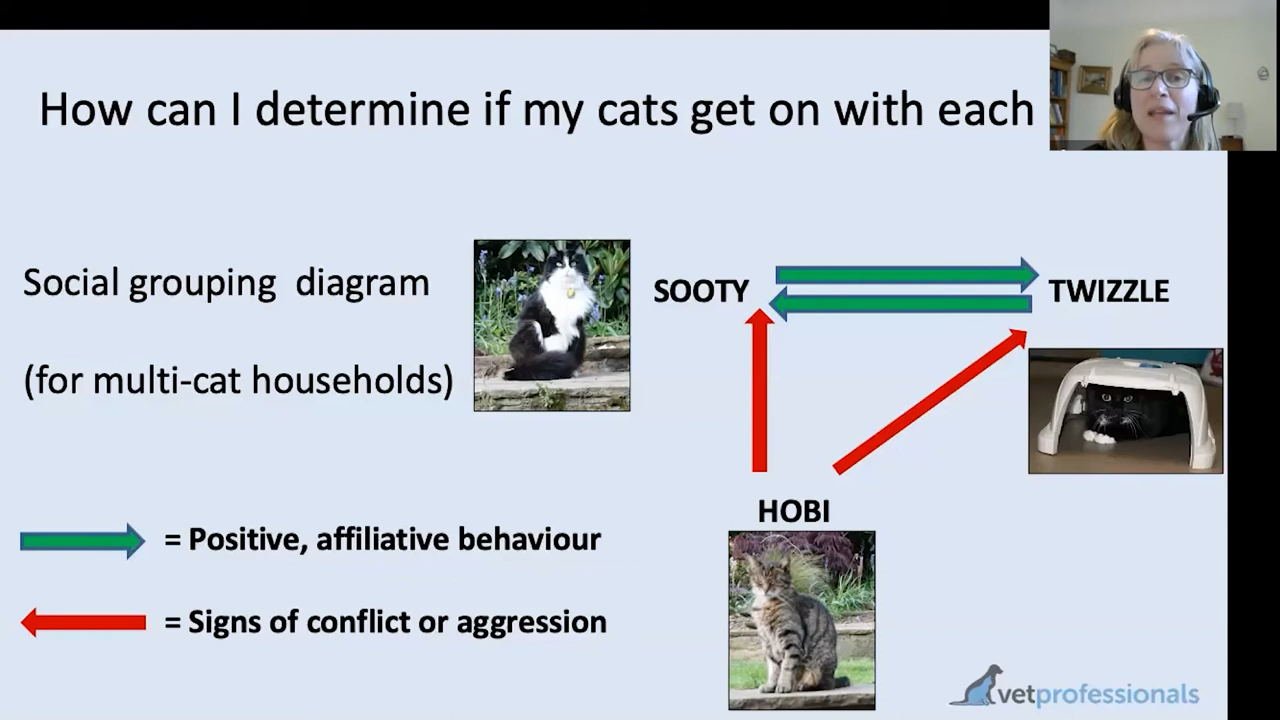 How can I determine if my cats get on with each
Social grouping diagram
(for multi-cat households)
SOOTY
TWIZZLE
HOBI
= Positive, affiliative behaviour
= Signs of conflict or aggression
vetprofessionals